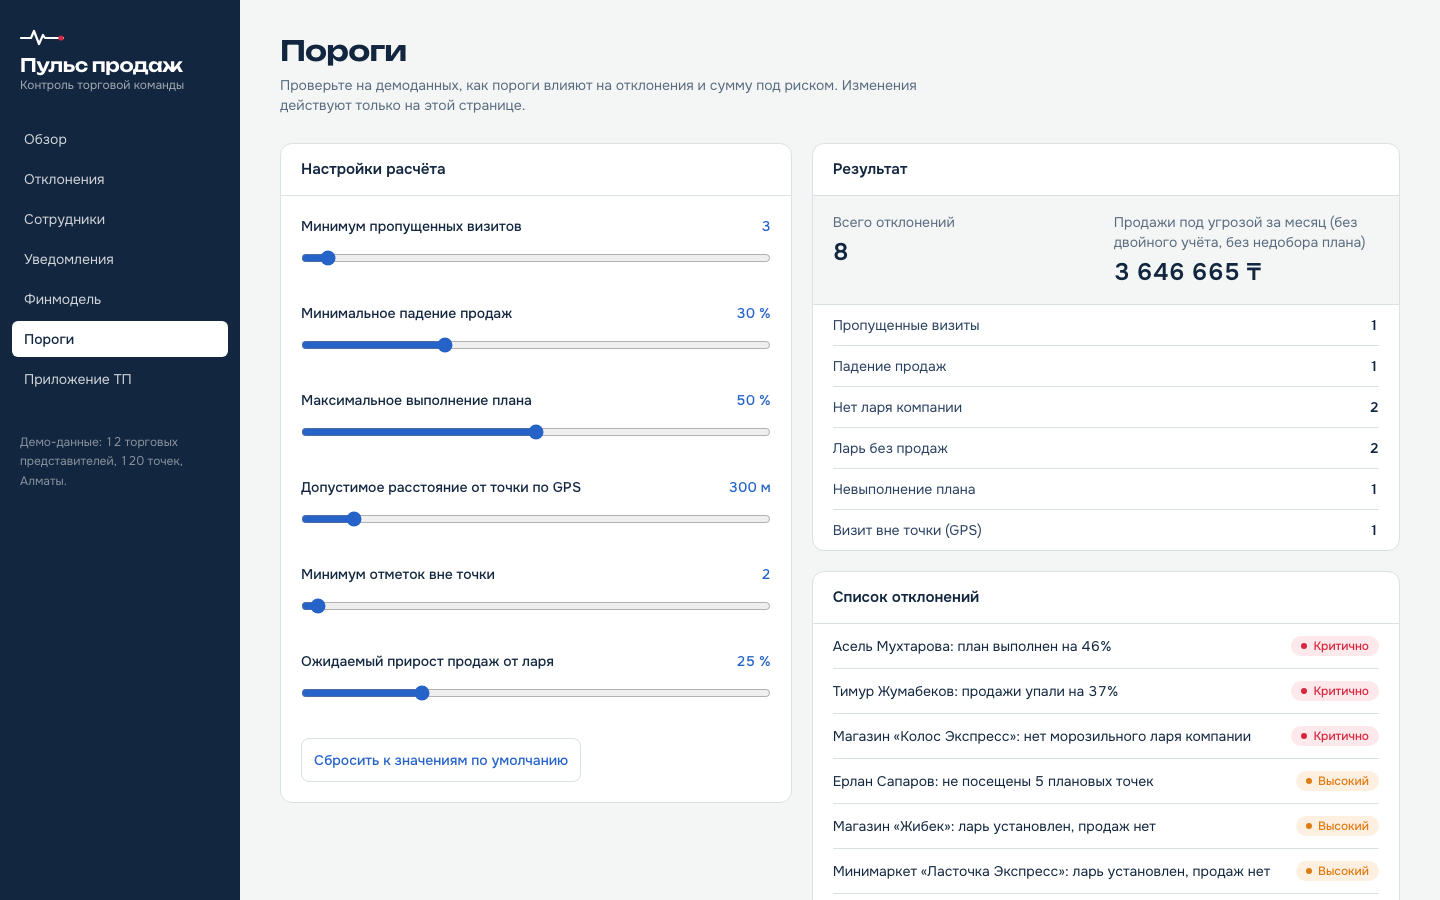 Пульс продаж
Контроль торговой команды
Обзор
Отклонения
Сотрудники
Уведомления
Финмодель
Пороги
Приложение ТП
Демо-данные: 12 торговых
представителей, 120 точек,
Алматы.
Пороги
Проверьте на демоданных, как пороги влияют на отклонения и сумму под риском. Изменения
действуют только на этой странице.
Настройки расчёта
Минимум пропущенных визитов 3
Минимальное падение продаж 30 %
Максимальное выполнение плана 50 %
Допустимое расстояние от точки по GPS 300 м
Минимум отметок вне точки 2
Ожидаемый прирост продаж от ларя 25 %
Сбросить к значениям по умолчанию
Результат
Всего отклонений
8
Продажи под угрозой за месяц (без
двойного учёта, без недобора плана)
3 646 665 ₸
Пропущенные визиты 1
Падение продаж 1
Нет ларя компании 2
Ларь без продаж 2
Невыполнение плана 1
Визит вне точки (GPS) 1
Список отклонений
Асель Мухтарова: план выполнен на 46% Критично
Тимур Жумабеков: продажи упали на 37% Критично
Магазин «Колос Экспресс»: нет морозильного ларя компании Критично
Ерлан Сапаров: не посещены 5 плановых точек Высокий
Магазин «Жибек»: ларь установлен, продаж нет Высокий
Минимаркет «Ласточка Экспресс»: ларь установлен, продаж нет Высокий